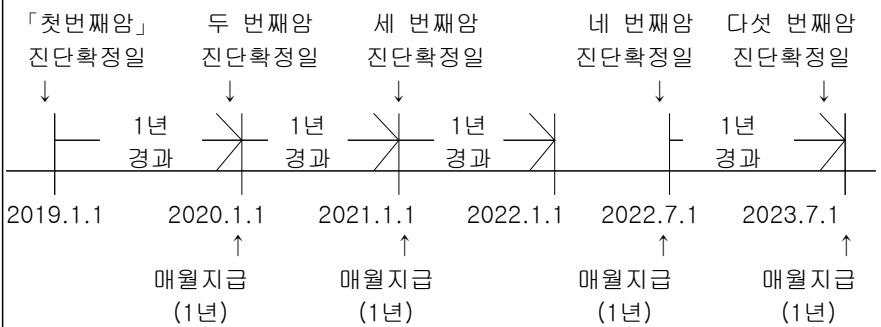 「첫번째암」 두 번째암 세 번째암 네 번째암 다섯 번째암
진단확정일 진단확정일 진단확정일 진단확정일 진단확정일
↓ ↓ ↓ ↓ ↓
1년 1년 1년 1년
경과 경과 경과 경과
2019.1.1 2020.1.1 2021.1.1 2022.1.1 2022.7.1 2023.7.1
↑ ↑ ↑ ↑
매월지급 매월지급 매월지급 매월지급
(1년) (1년) (1년) (1년)